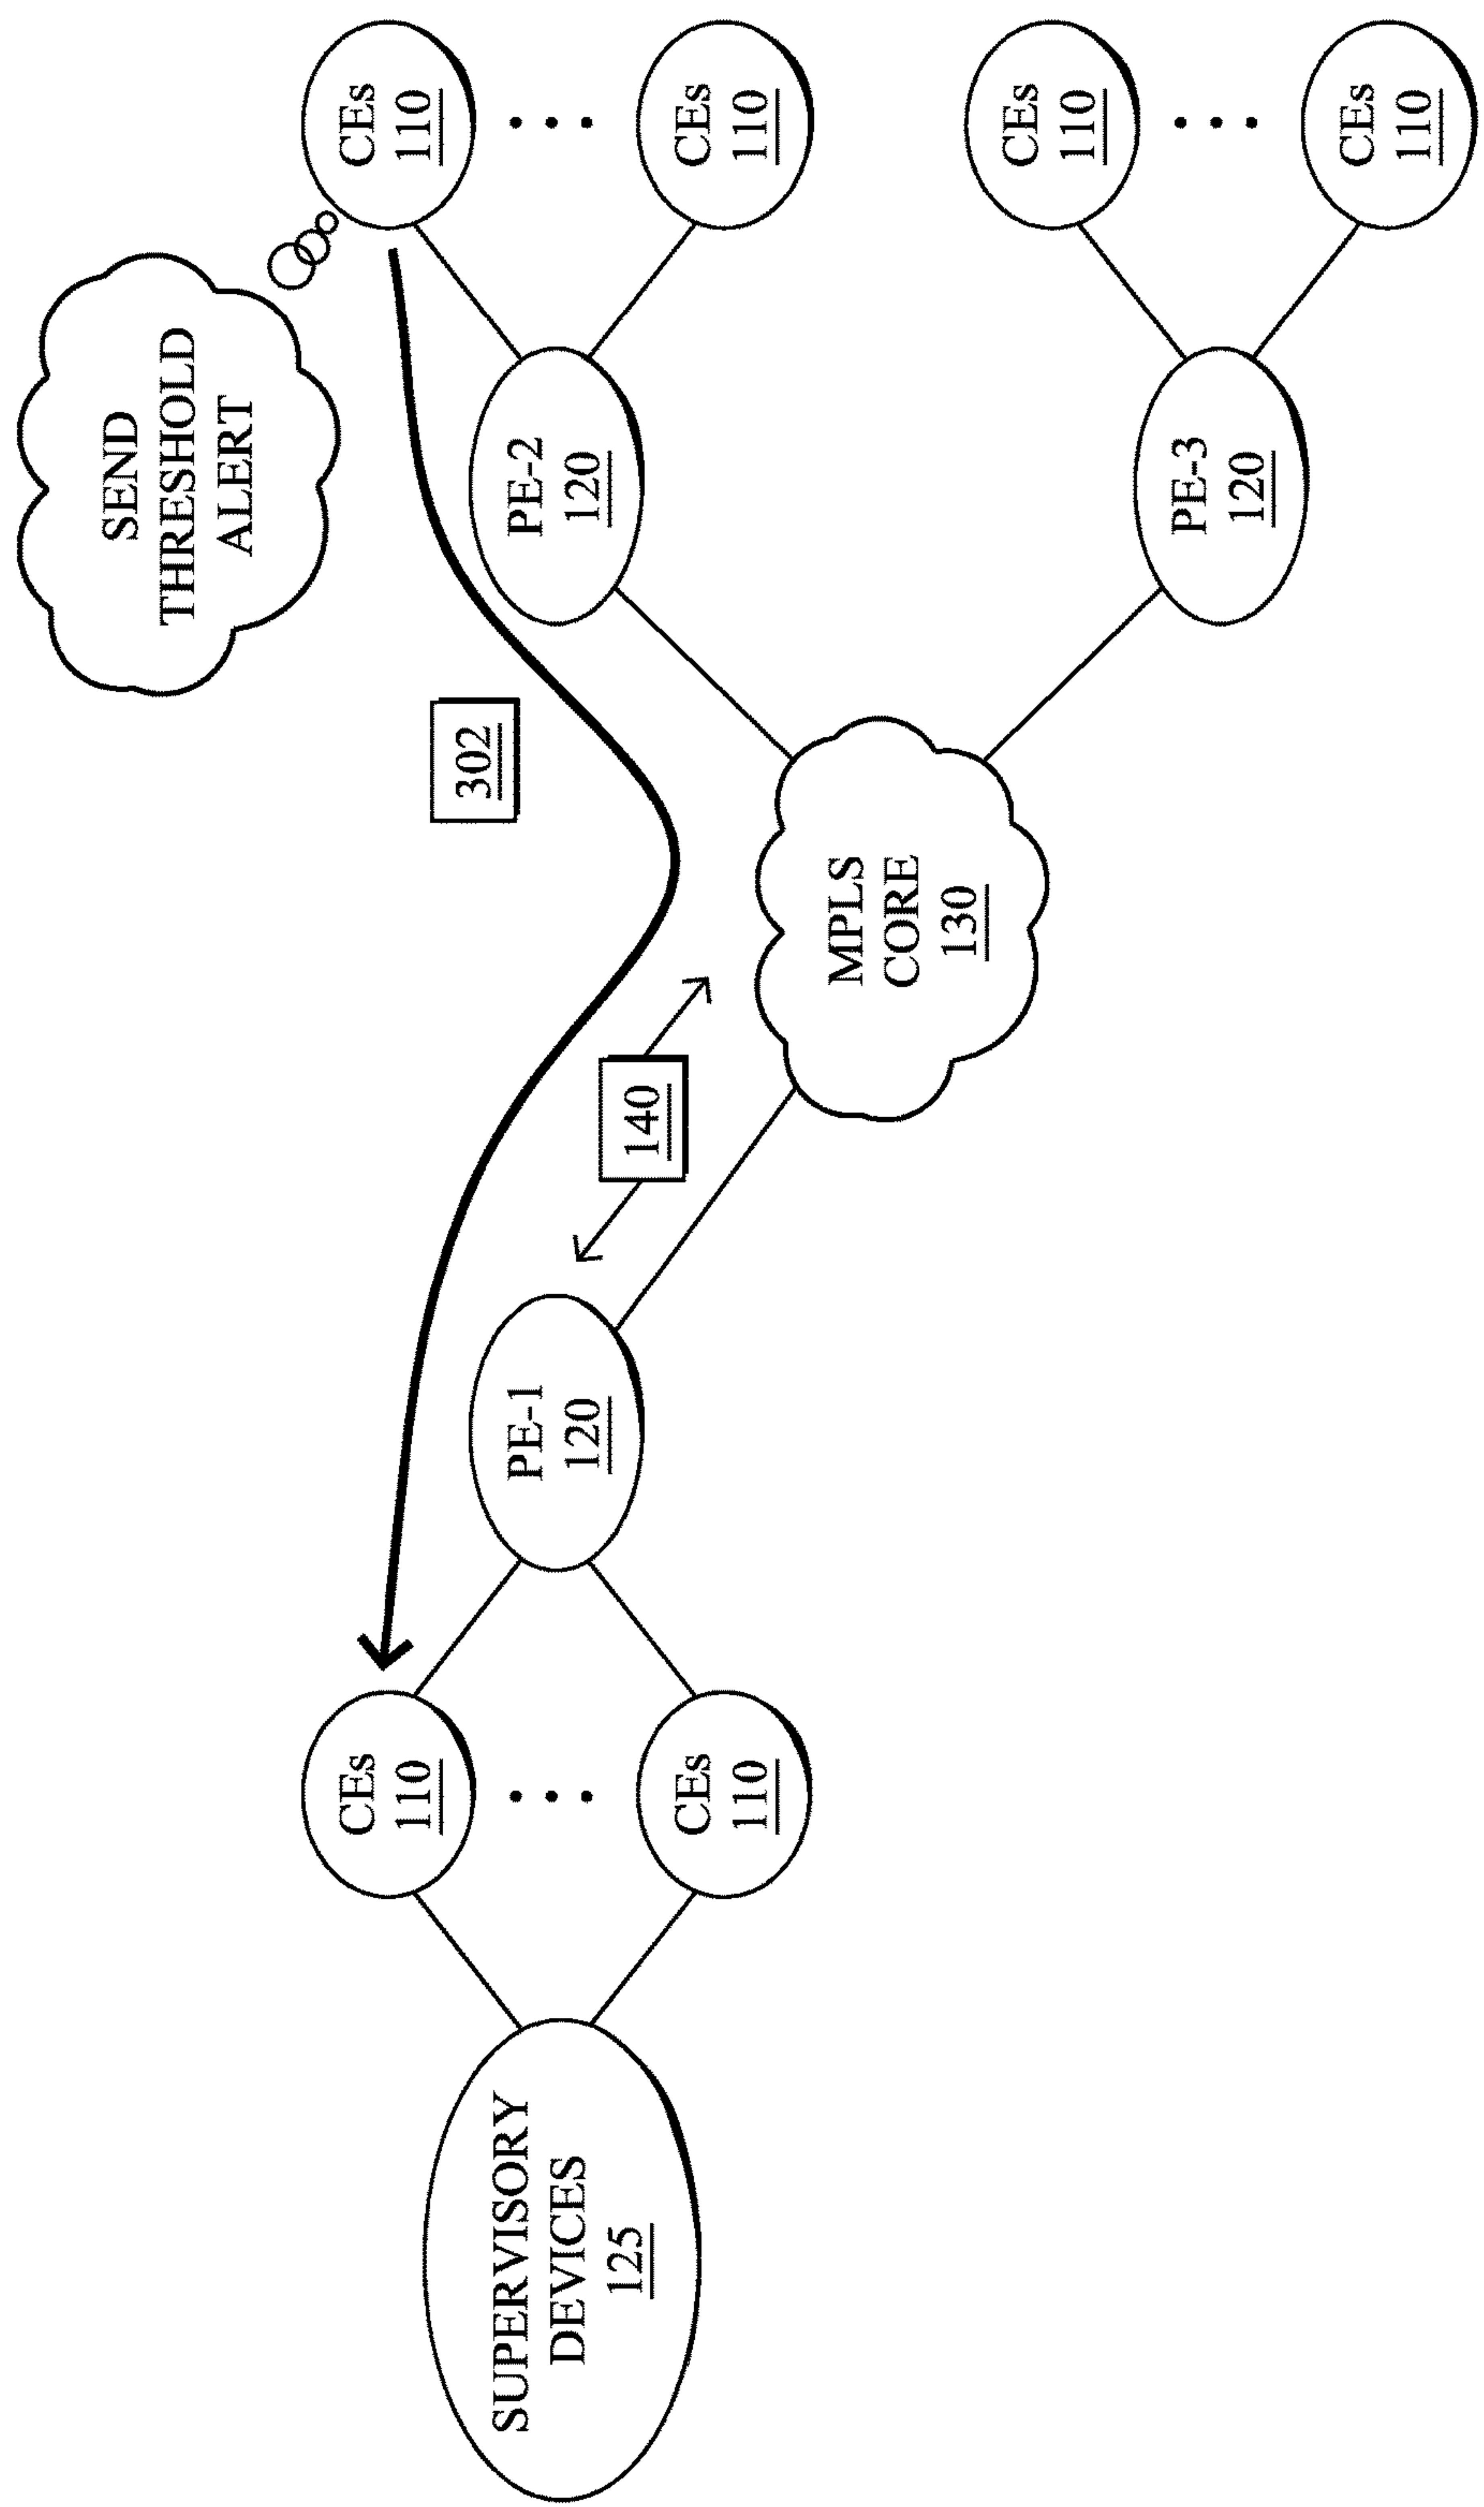 SEND
THRESHOLD
ALERT
SUPERVISORY
DEVICES
125
CEs
110
CEs
110
PE-1
120
140
302
MPLS
CORE
130
PE-2
120
PE-3
120
CEs
110
CEs
110
CEs
110
CEs
110